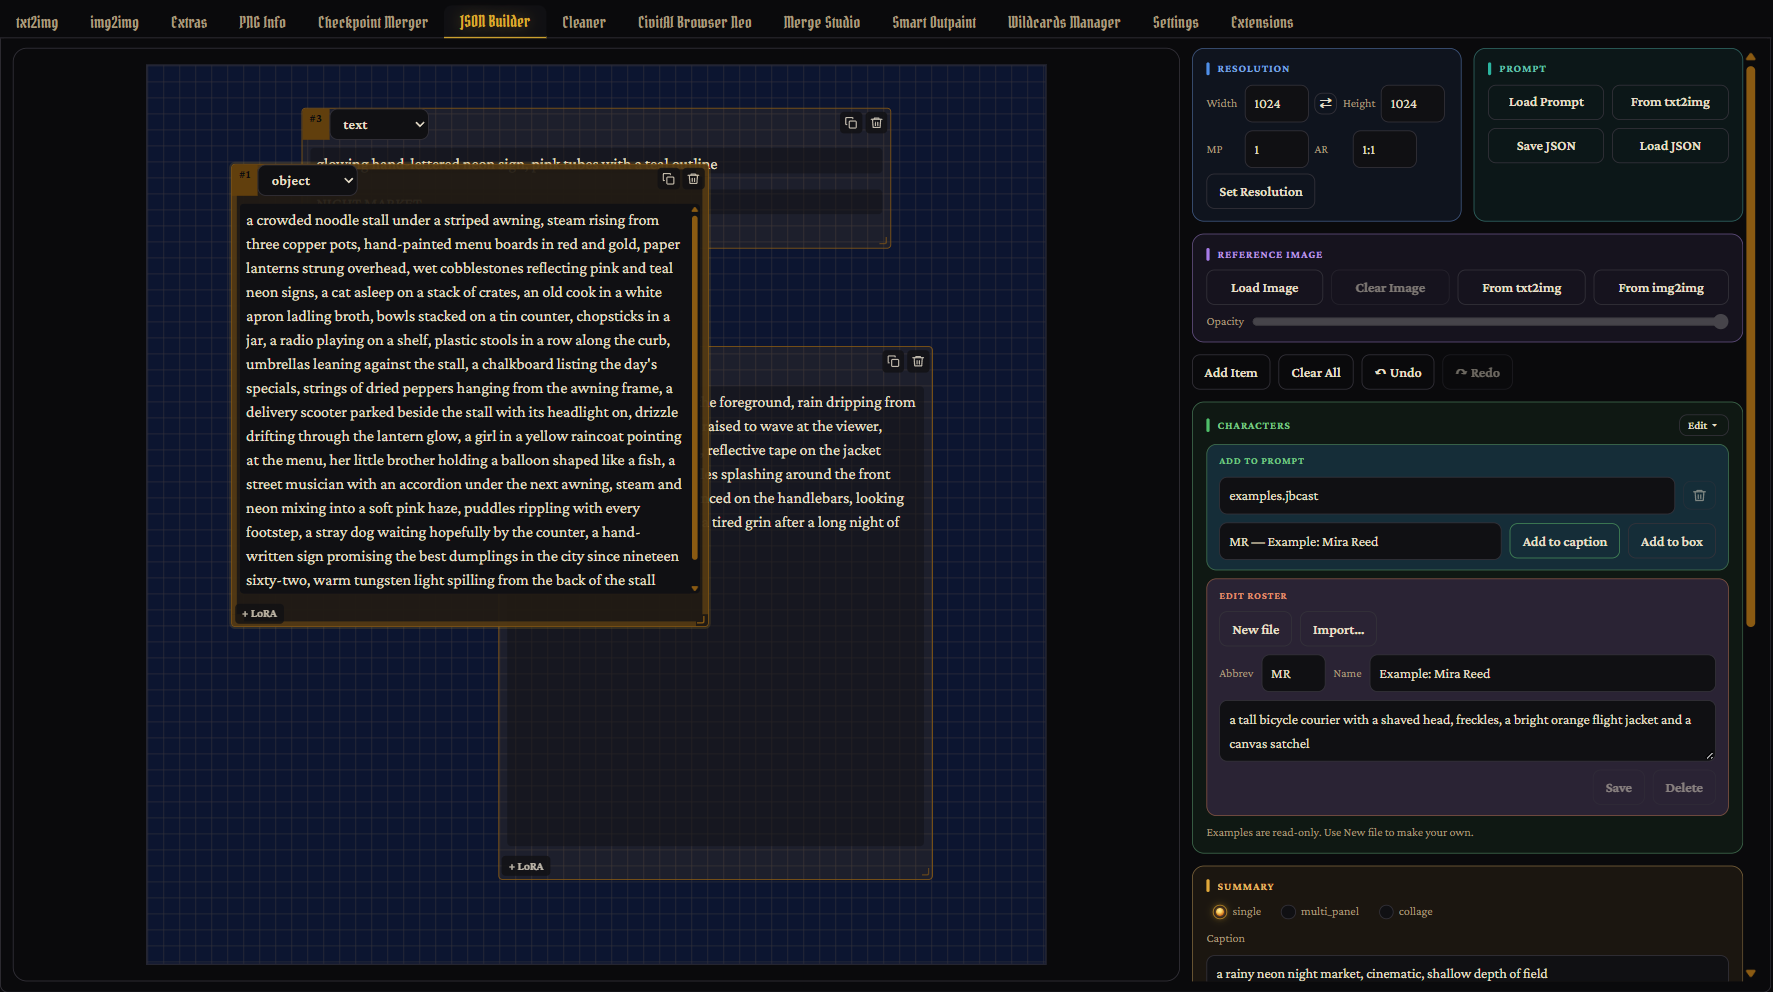 txt2img img2img Extras PNG Info Checkpoint Merger JSON Builder Cleaner CivitAI Browser Neo Merge Studio Smart Outpaint Wildcards Manager Settings Extensions
#3 text
glowing hand-lettered neon sign, pink tubes with a teal outline
NIGHT MARKET
#1 object
a crowded noodle stall under a striped awning, steam rising from
three copper pots, hand-painted menu boards in red and gold, paper
lanterns strung overhead, wet cobblestones reflecting pink and teal
neon signs, a cat asleep on a stack of crates, an old cook in a white
apron ladling broth, bowls stacked on a tin counter, chopsticks in a
jar, a radio playing on a shelf, plastic stools in a row along the curb,
umbrellas leaning against the stall, a chalkboard listing the day's
specials, strings of dried peppers hanging from the awning frame, a
delivery scooter parked beside the stall with its headlight on, drizzle
drifting through the lantern glow, a girl in a yellow raincoat pointing
at the menu, her little brother holding a balloon shaped like a fish, a
street musician with an accordion under the next awning, steam and
neon mixing into a soft pink haze, puddles rippling with every
footstep, a stray dog waiting hopefully by the counter, a hand-
written sign promising the best dumplings in the city since nineteen
sixty-two, warm tungsten light spilling from the back of the stall
+ LoRA
e foreground, rain dripping from
aised to wave at the viewer,
reflective tape on the jacket
es splashing around the front
ced on the handlebars, looking
tired grin after a long night of
+ LoRA
RESOLUTION
Width 1024 Height 1024
MP 1 AR 1:1
Set Resolution
PROMPT
Load Prompt From txt2img
Save JSON Load JSON
REFERENCE IMAGE
Load Image Clear Image From txt2img From img2img
Opacity
Add Item Clear All Undo Redo
CHARACTERS Edit
ADD TO PROMPT
examples.jbcast
MR — Example: Mira Reed Add to caption Add to box
EDIT ROSTER
New file Import...
Abbrev MR Name Example: Mira Reed
a tall bicycle courier with a shaved head, freckles, a bright orange flight jacket and a
canvas satchel
Save Delete
Examples are read-only. Use New file to make your own.
SUMMARY
single multi_panel collage
Caption
a rainy neon night market, cinematic, shallow depth of field